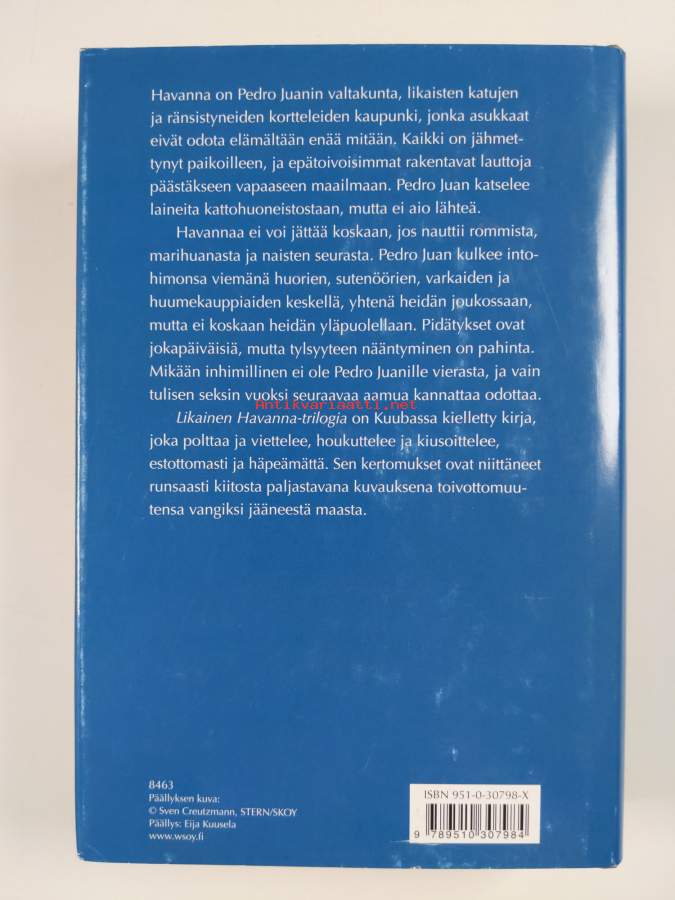 Havanna on Pedro Juanin valtakunta, likaisten katujen
ja ränsistyneiden kortteleiden kaupunki, jonka asukkaat
eivät odota elämältään enää mitään. Kaikki on jähmet-
tynyt paikoilleen, ja epätoivoisimmat rakentavat lauttoja
päästäkseen vapaaseen maailmaan. Pedro Juan katselee
laineita kattohuoneistostaan, mutta ei aio lähteä.
Havannaa ei voi jättää koskaan, jos nauttii rommista,
marihuanasta ja naisten seurasta. Pedro Juan kulkee into-
himonsa viemänä huorien, sutenöörien, varkaiden ja
huumekauppiaiden keskellä, yhtenä heidän joukossaan,
mutta ei koskaan heidän yläpuolellaan. Pidätykset ovat
jokapäiväisiä, mutta tylsyyteen nääntyminen on pahinta.
Mikään inhimillinen ei ole Pedro Juanille vierasta, ja vain
tulisen seksin vuoksi seuraavaa aamua kannattaa odottaa.
Antikvariaatti.net
Likainen Havanna-trilogia on Kuubassa kielletty kirja,
joka polttaa ja viettelee, houkuttelee ja kiusoittelee,
estottomasti ja häpeämättä. Sen kertomukset ovat niittäneet
runsaasti kiitosta paljastavana kuvauksena toivottomuu-
tensa vangiksi jääneestä maasta.
8463
Päällyksen kuva:
© Sven Creutzmann, STERN/SKOY
Päällys: Eija Kuusela
www.wsoy.fi
ISBN 951-0-30798-X
9 789510 307984